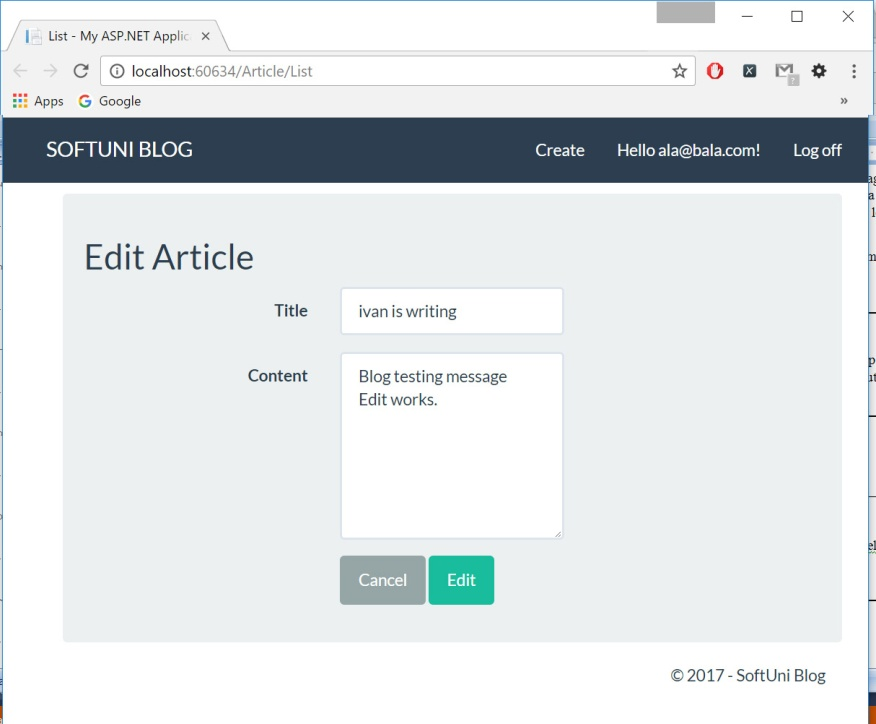 List - My ASP.NET Applic
localhost:60634/Article/List
Apps Google »
SOFTUNI BLOG Create Hello ala@bala.com! Log off
Edit Article
Title ivan is writing
Content Blog testing message
Edit works.
Cancel Edit
© 2017 - SoftUni Blog